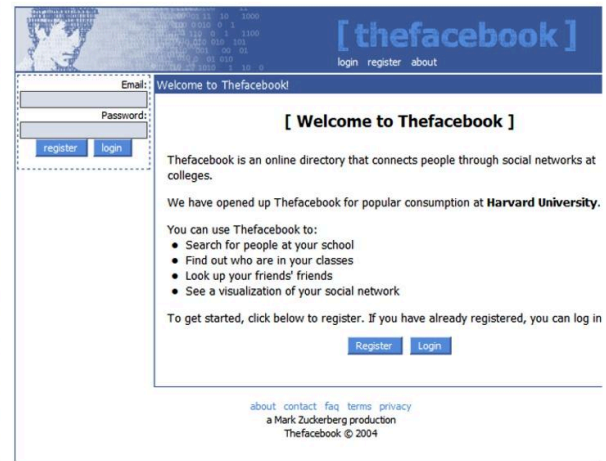 [ thefacebook ]
login register about
Email:
Password:
register login
Welcome to Thefacebook!
[ Welcome to Thefacebook ]
Thefacebook is an online directory that connects people through social networks at
colleges.
We have opened up Thefacebook for popular consumption at Harvard University.
You can use Thefacebook to:
• Search for people at your school
• Find out who are in your classes
• Look up your friends' friends
• See a visualization of your social network
To get started, click below to register. If you have already registered, you can log in
Register Login
about contact faq terms privacy
a Mark Zuckerberg production
Thefacebook © 2004